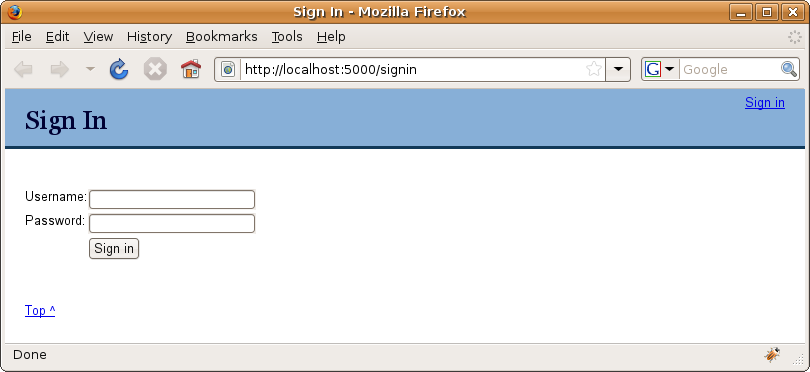 Sign In - Mozilla Firefox
File Edit View History Bookmarks Tools Help
http://localhost:5000/signin G Google
Sign in
Sign In
Username:
Password:
Sign in
Top ^
Done